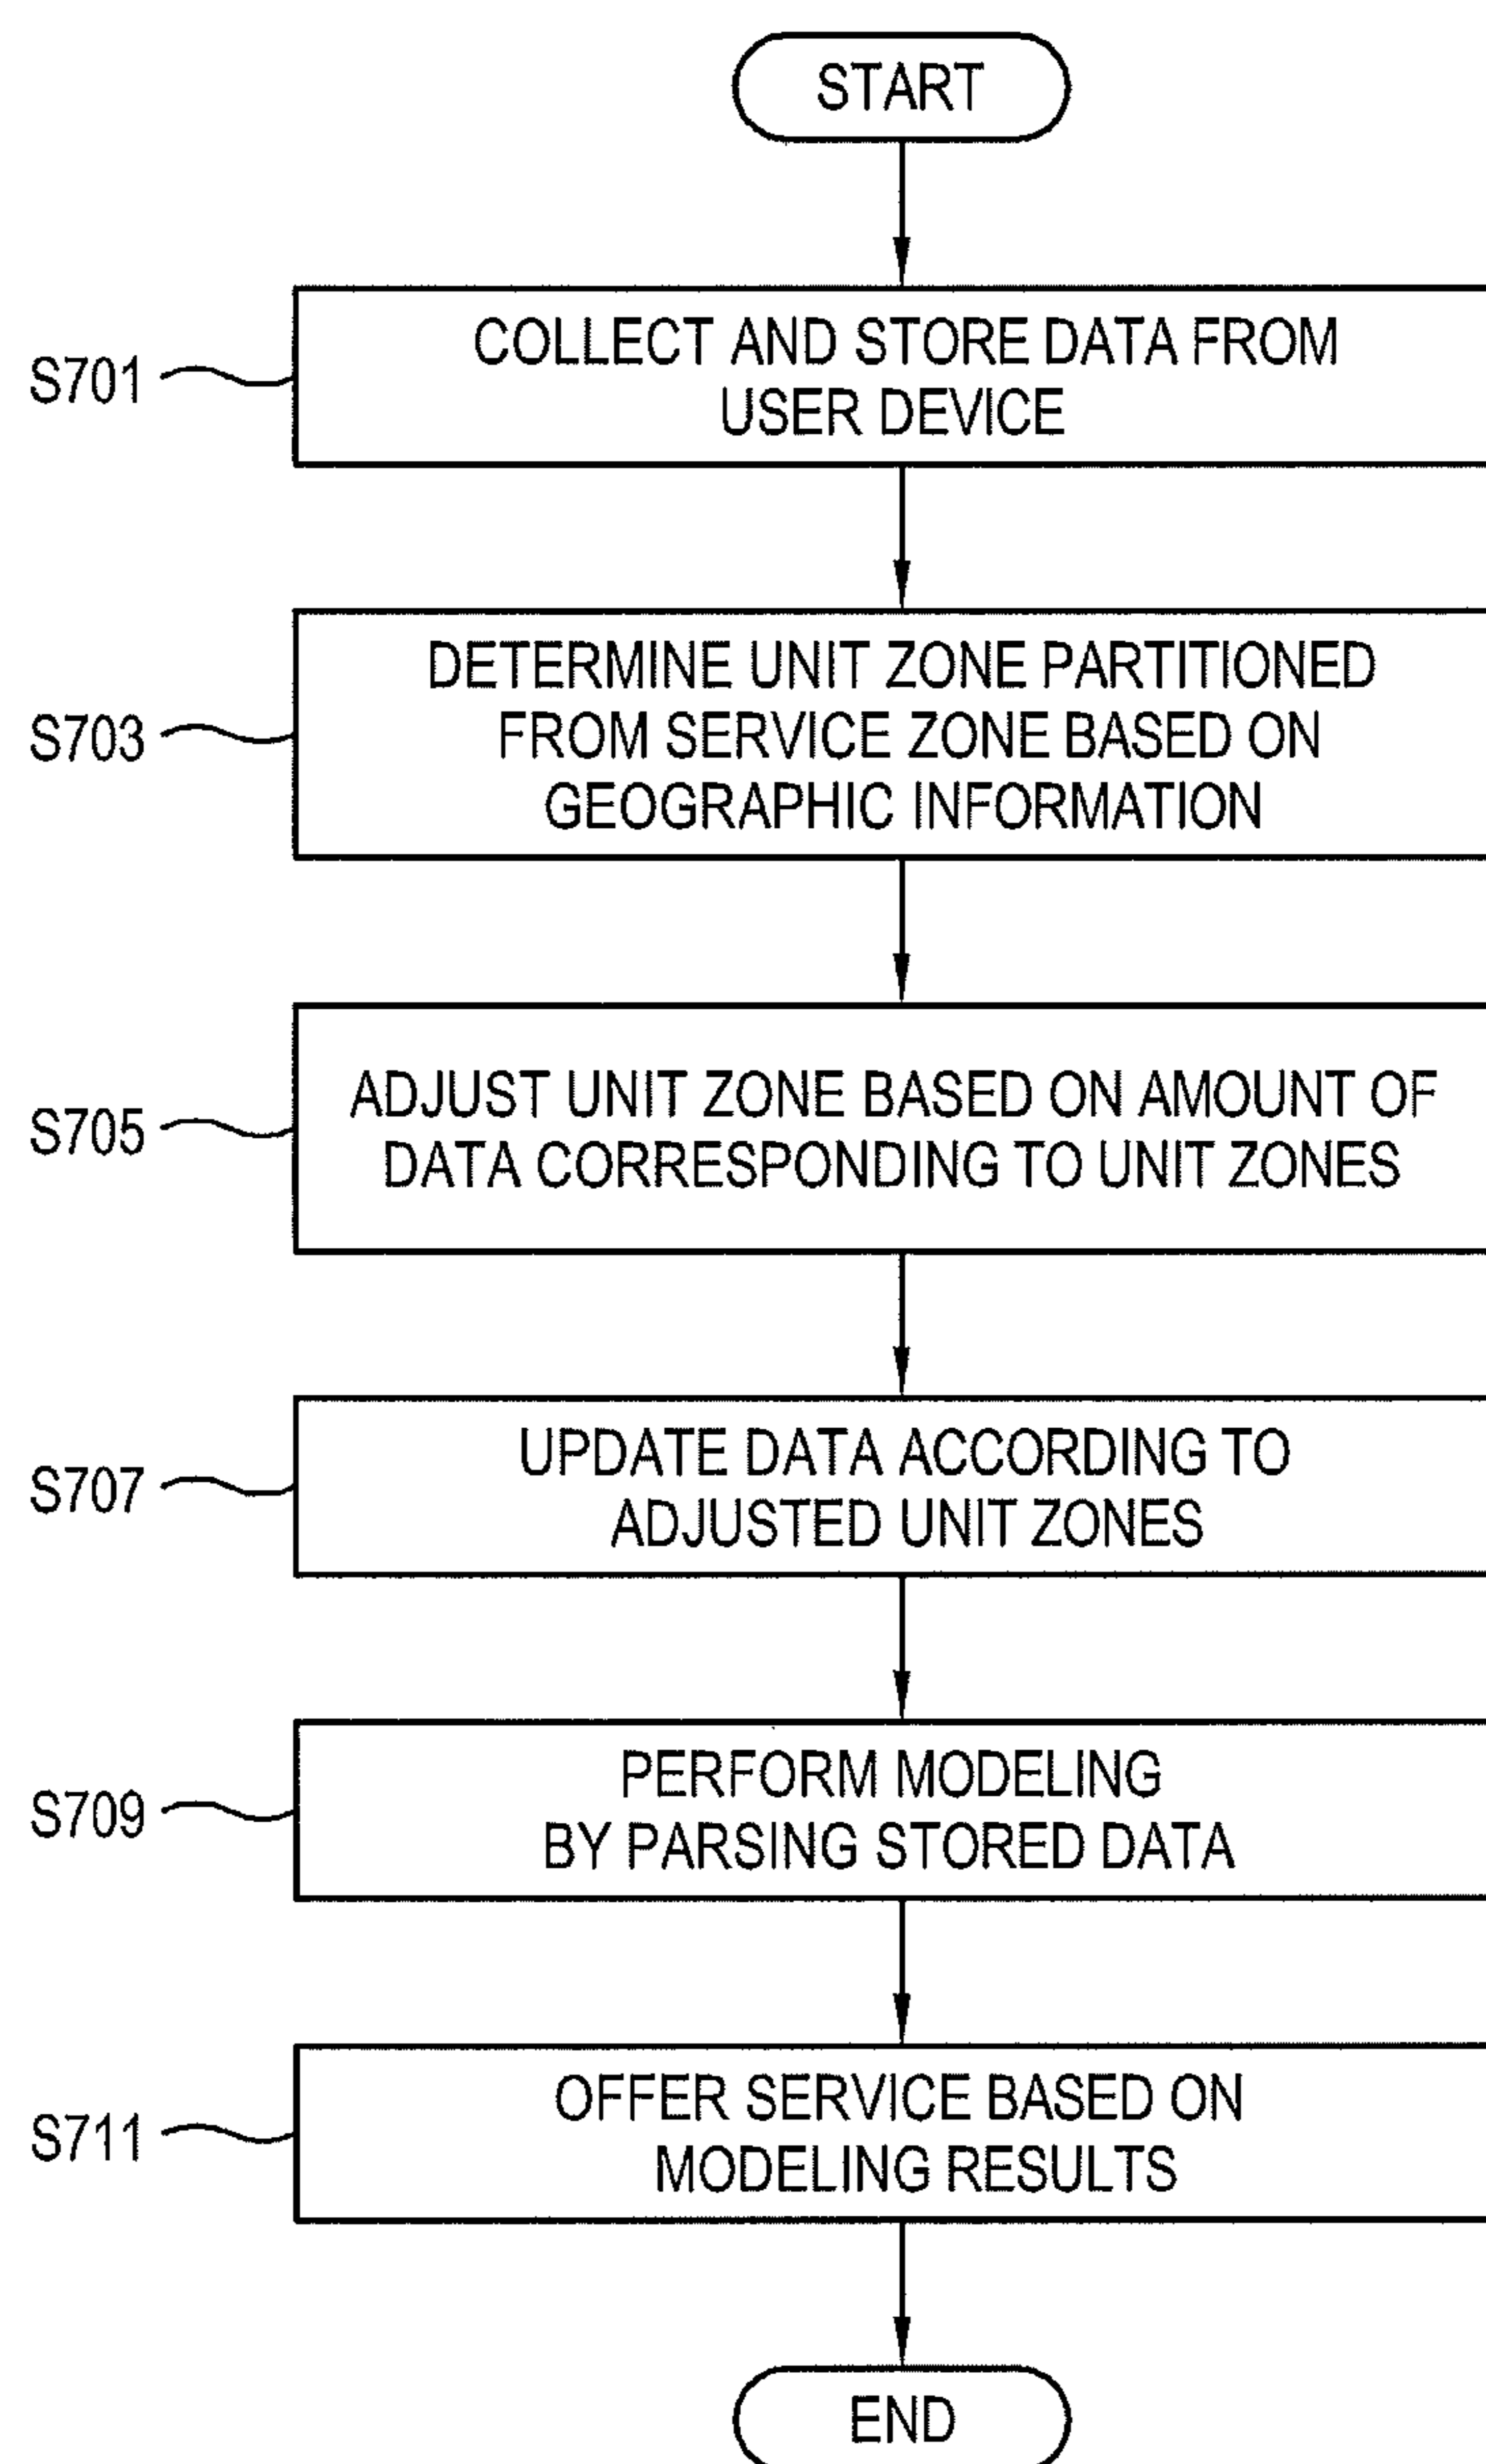 START
S701
COLLECT AND STORE DATA FROM
USER DEVICE
S703
DETERMINE UNIT ZONE PARTITIONED
FROM SERVICE ZONE BASED ON
GEOGRAPHIC INFORMATION
S705
ADJUST UNIT ZONE BASED ON AMOUNT OF
DATA CORRESPONDING TO UNIT ZONES
S707
UPDATE DATA ACCORDING TO
ADJUSTED UNIT ZONES
S709
PERFORM MODELING
BY PARSING STORED DATA
S711
OFFER SERVICE BASED ON
MODELING RESULTS
END